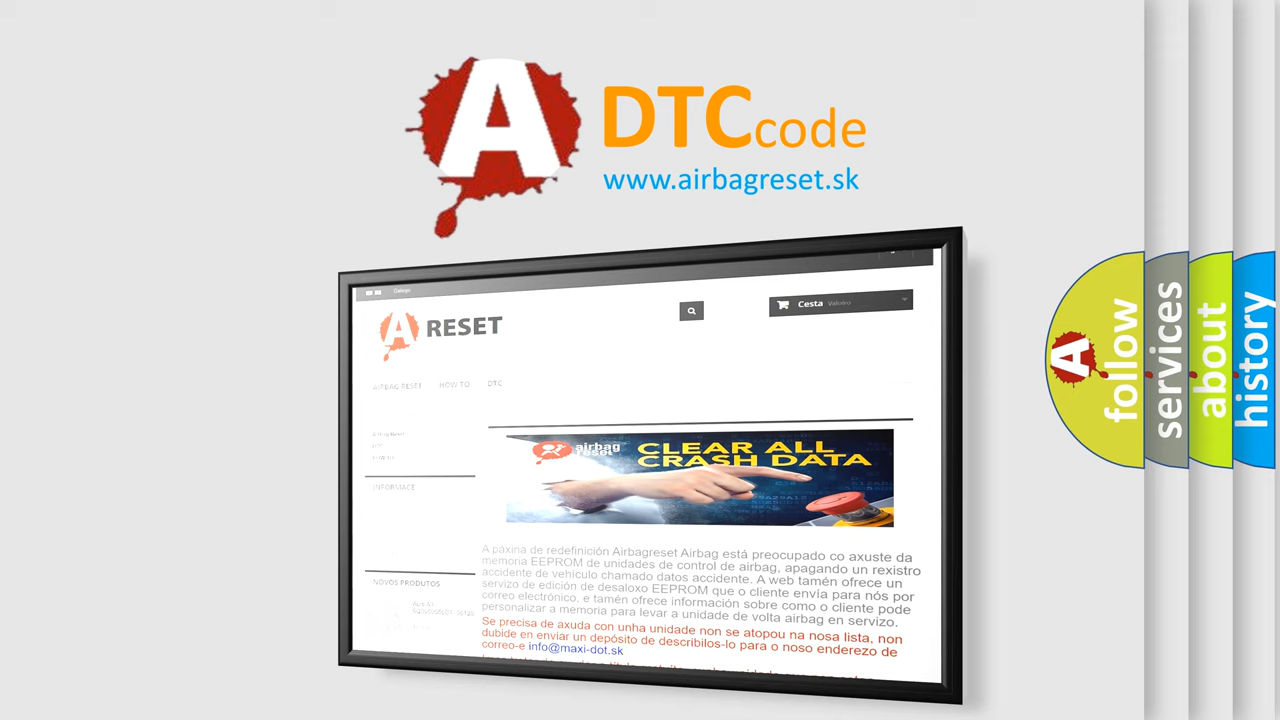 A
DTCcode
www.airbagreset.sk
Galego
A RESET
Cesta Valeiro
AIRBAG RESET HOW TO DTC
INFORMACE
NOVOS PRODUTOS
airbag
reset
CLEAR ALL
CRASH DATA
A páxina de redefinición Airbagreset Airbag está preocupado co axuste da
memoria EEPROM de unidades de control de airbag, apagando un rexistro
accidente de vehículo chamado datos accidente. A web tamén ofrece un
servizo de edición de desaloxo EEPROM que o cliente envía para nós por
correo electrónico, e tamén ofrece información sobre como o cliente pode
personalizar a memoria para levar a unidade de volta airbag en servizo.
Se precisa de axuda con unha unidade non se atopou na nosa lista, non
dubide en enviar un depósito de describilos-lo para o noso enderezo de
correo-e info@maxi-dot.sk
A
follow
services
about
history